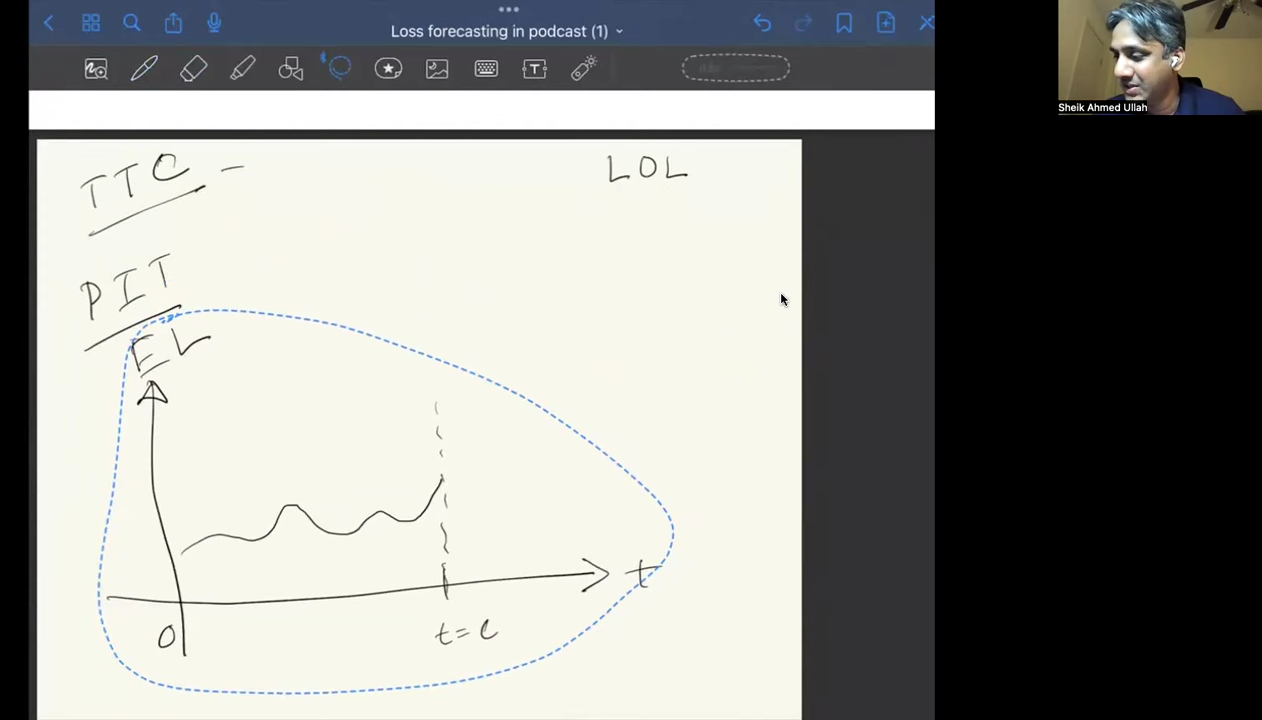 Loss forecasting in podcast (1)
Sheik Ahmed Ullah
TTC -
LOL
PIT
EL
t
0
t = c